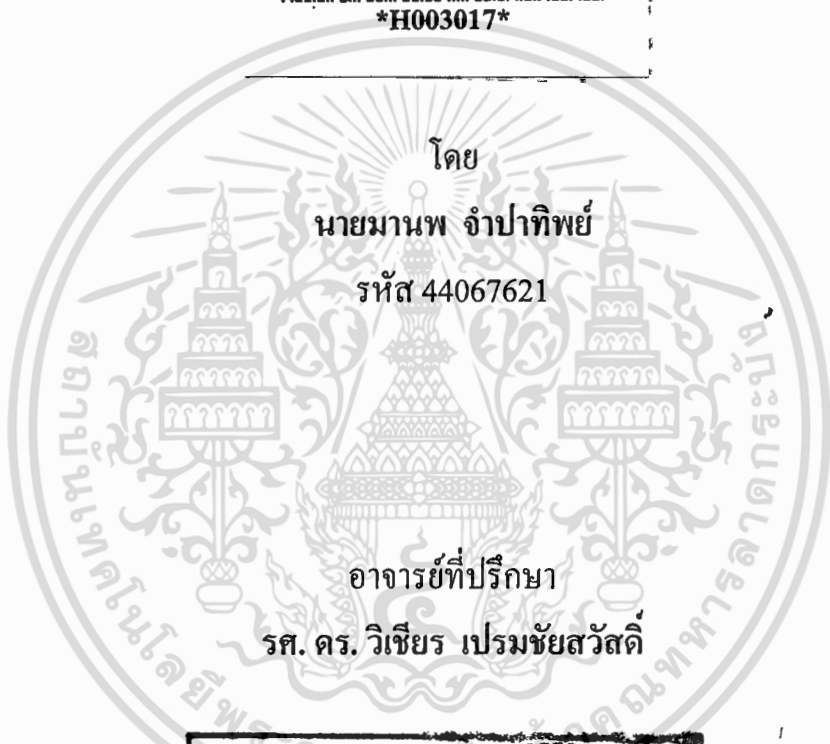 *H003017*
โดย
นายมานพ จำปาทิพย์
รหัส 44067621
อาจารย์ที่ปรึกษา
รศ. ดร. วิเชียร เปรมชัยสวัสดิ์